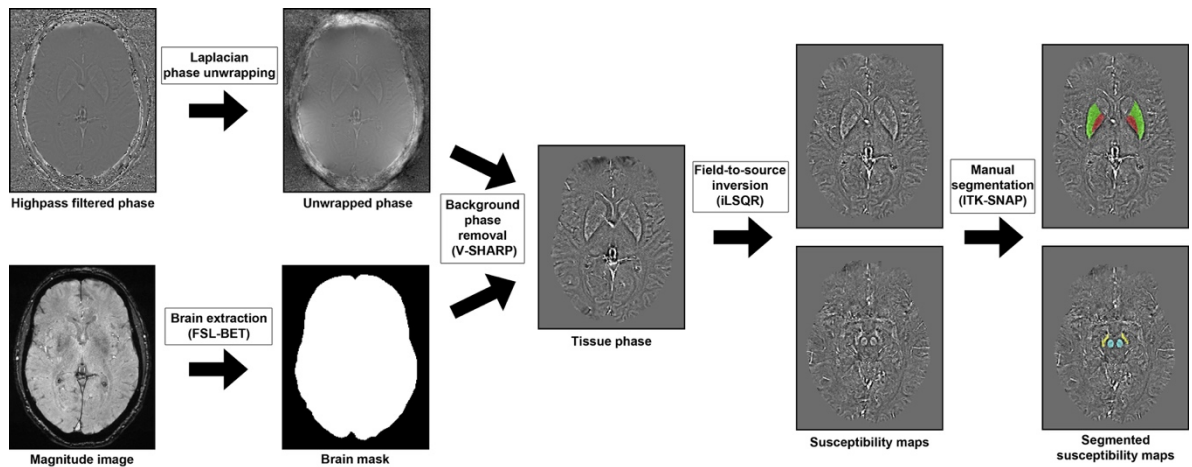 Laplacian
phase unwrapping
Highpass filtered phase
Unwrapped phase
Brain extraction
(FSL-BET)
Magnitude image
Brain mask
Background
phase
removal
(V-SHARP)
Tissue phase
Field-to-source
inversion
(iLSQR)
Susceptibility maps
Manual
segmentation
(ITK-SNAP)
Segmented
susceptibility maps